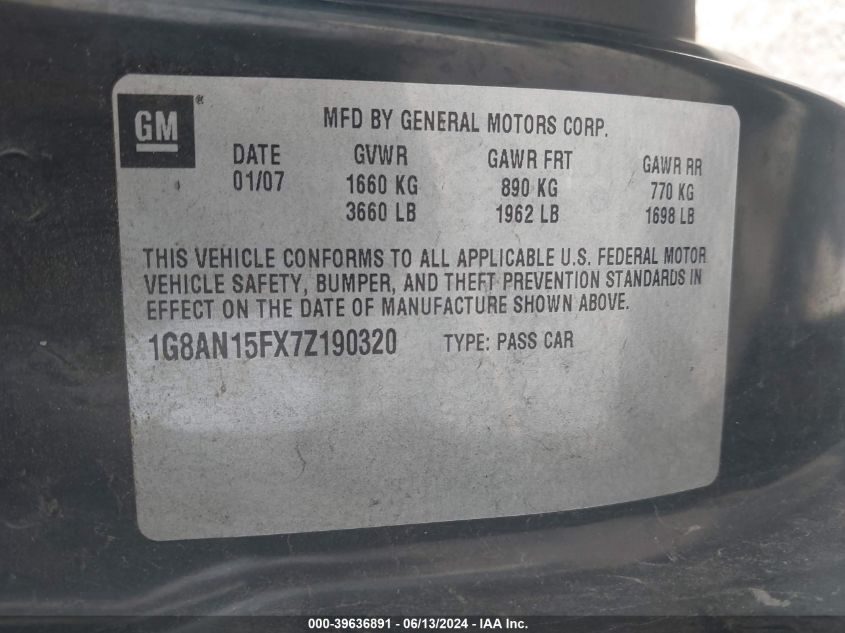 GM®
MFD BY GENERAL MOTORS CORP.
DATE GVWR GAWR FRT GAWR RR
01/07 1660 KG 890 KG 770 KG
3660 LB 1962 LB 1698 LB
THIS VEHICLE CONFORMS TO ALL APPLICABLE U.S. FEDERAL MOTOR
VEHICLE SAFETY, BUMPER, AND THEFT PREVENTION STANDARDS IN
EFFECT ON THE DATE OF MANUFACTURE SHOWN ABOVE.
1G8AN15FX7Z190320 TYPE: PASS CAR
000-39636891 - 06/13/2024 - IAA Inc.